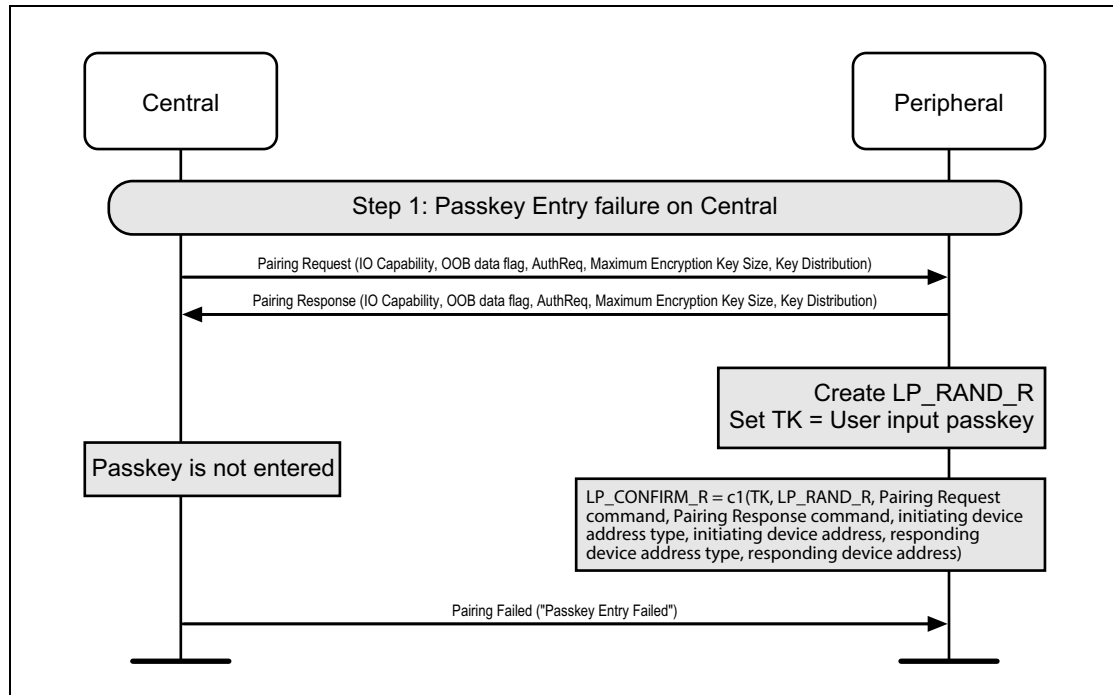 Central
Peripheral
Step 1: Passkey Entry failure on Central
Pairing Request (IO Capability, OOB data flag, AuthReq, Maximum Encryption Key Size, Key Distribution)
Pairing Response (IO Capability, OOB data flag, AuthReq, Maximum Encryption Key Size, Key Distribution)
Create LP_RAND_R
Set TK = User input passkey
Passkey is not entered
LP_CONFIRM_R = c1(TK, LP_RAND_R, Pairing Request
command, Pairing Response command, initiating device
address type, initiating device address, responding
device address type, responding device address)
Pairing Failed ("Passkey Entry Failed")